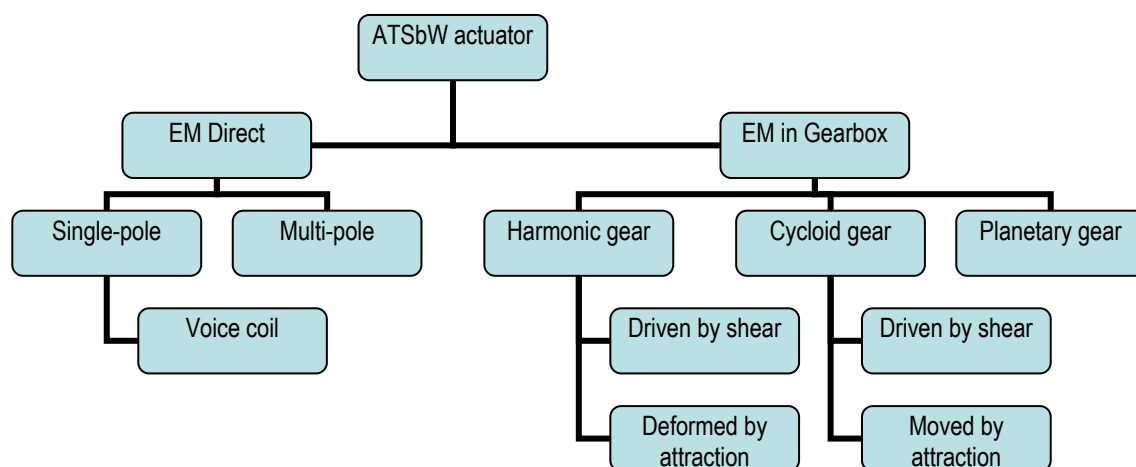 ATSbW actuator
EM Direct
EM in Gearbox
Single-pole
Multi-pole
Harmonic gear
Cycloid gear
Planetary gear
Voice coil
Driven by shear
Driven by shear
Deformed by
attraction
Moved by
attraction